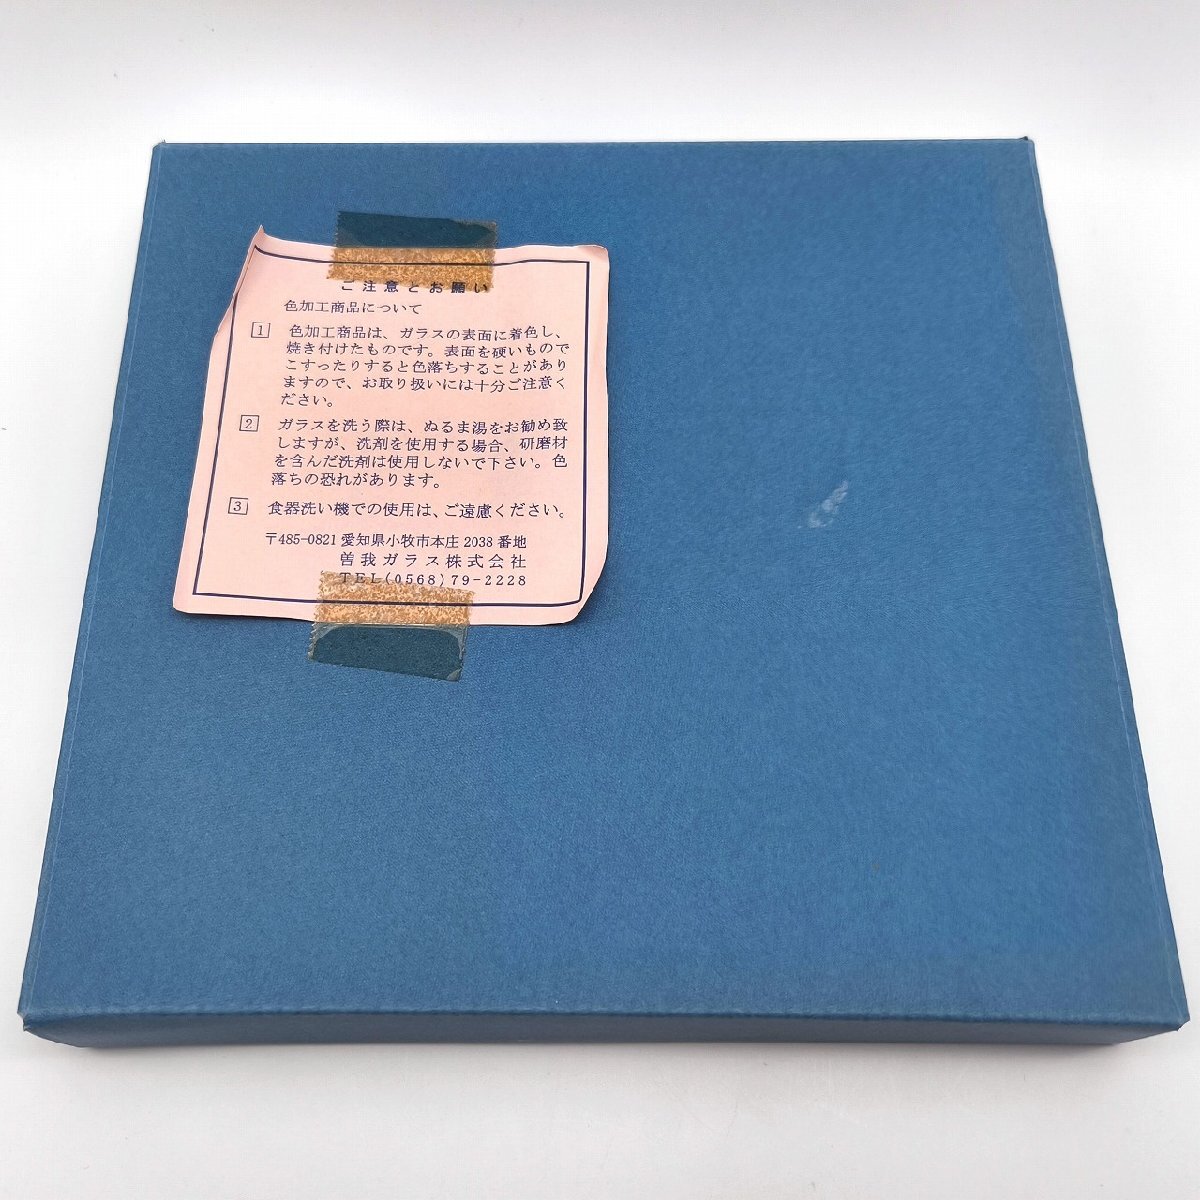 ご注意とお願い
色加工商品について
1 色加工商品は、ガラスの表面に着色し、
焼き付けたものです。表面を硬いもので
こすったりすると色落ちすることがあり
ますので、お取り扱いには十分ご注意く
ださい。
2 ガラスを洗う際は、ぬるま湯をお勧め致
しますが、洗剤を使用する場合、研磨材
を含んだ洗剤は使用しないで下さい。色
落ちの恐れがあります。
3 食器洗い機での使用は、ご遠慮ください。
〒485-0821 愛知県小牧市本庄 2038 番地
曽我ガラス株式会社
TEL(0568)79-2228